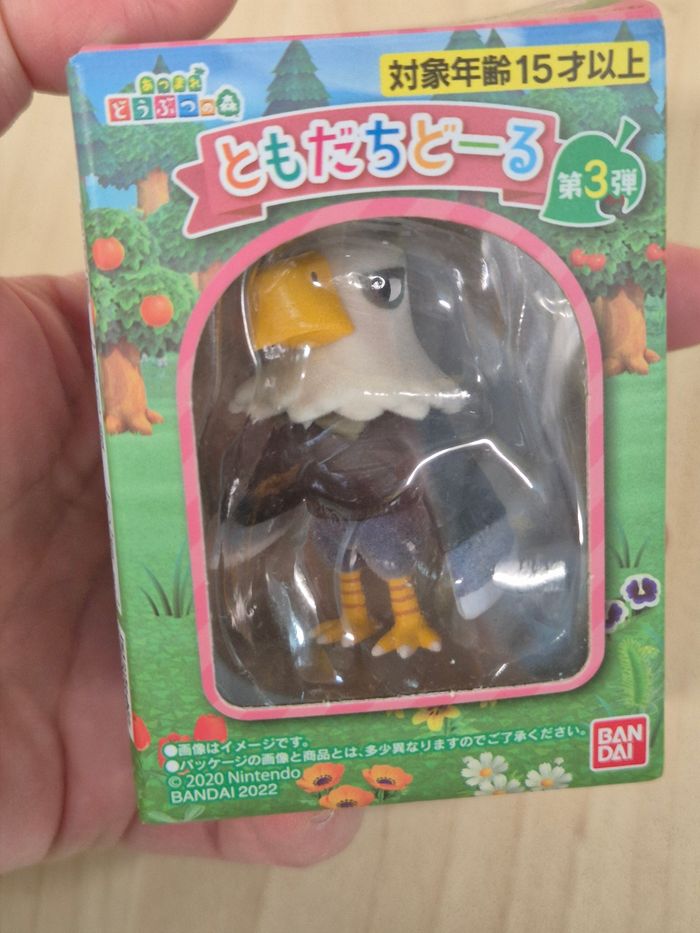 対象年齢15才以上
あつまれ
どうぶつの森
ともだちどーる
第3弾
●画像はイメージです。
●パッケージの画像と商品とは、多少異なりますのでご了承ください。
© 2020 Nintendo
BANDAI 2022
BAN
DAI